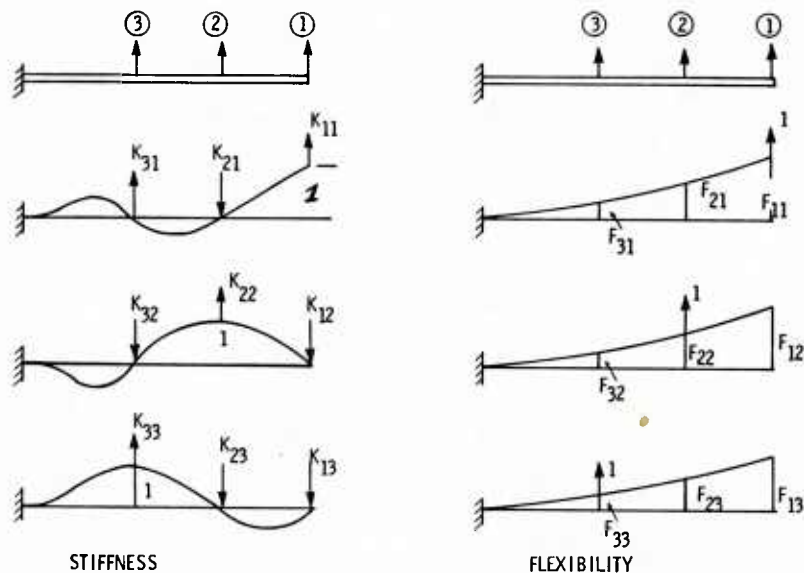 ③ ② ①
K11
K31 K21
1
K22
K32 K12
1
K33
K23 K13
1
STIFFNESS
③ ② ①
1
F21 F11
F31
1
F22 F12
F32
1
F23 F13
F33
FLEXIBILITY